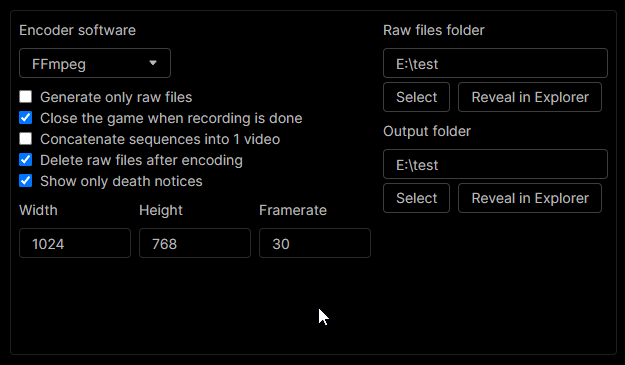 Encoder software
FFmpeg
Generate only raw files
Close the game when recording is done
Concatenate sequences into 1 video
Delete raw files after encoding
Show only death notices
Width Height Framerate
1024 768 30
Raw files folder
E:\test
Select Reveal in Explorer
Output folder
E:\test
Select Reveal in Explorer